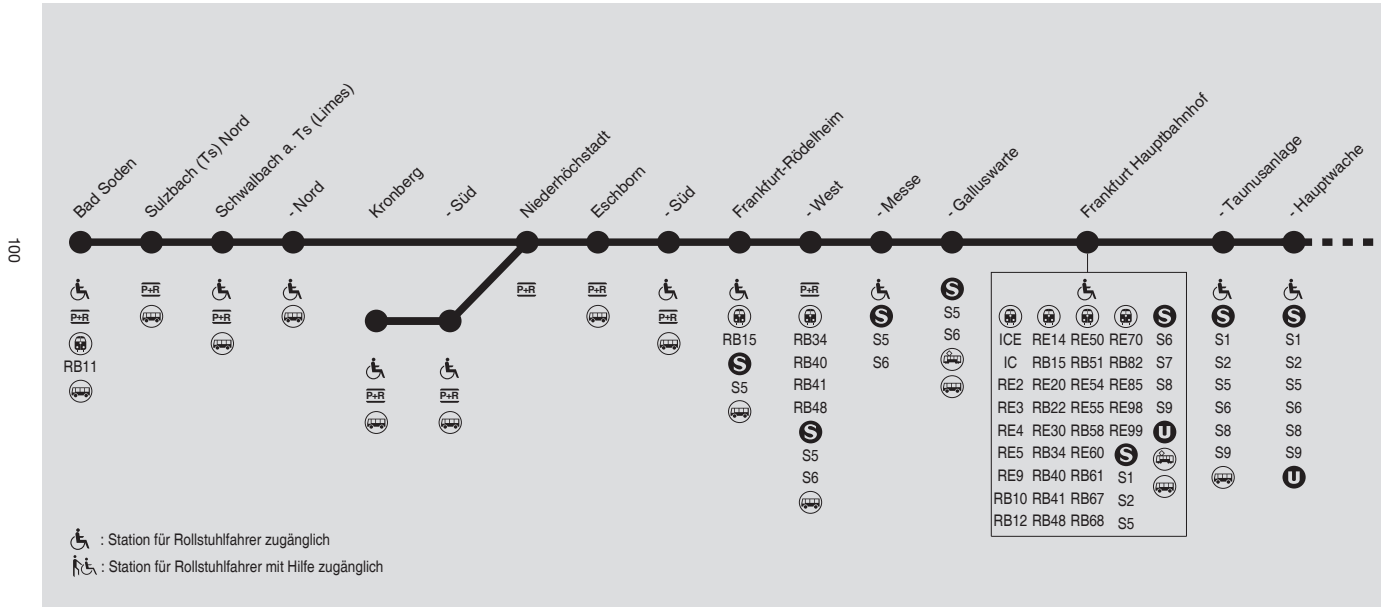 100
Bad Soden
Sulzbach (Ts) Nord
Schwalbach a. Ts (Limes)
- Nord
Kronberg
- Süd
Niederhöchstadt
Eschborn
- Süd
Frankfurt-Rödelheim
- West
- Messe
- Galluswarte
Frankfurt Hauptbahnhof
- Taunusanlage
- Hauptwache
P+R
RB11
P+R
P+R
P+R
P+R
P+R
P+R
P+R
RB15
S
S5
P+R
RB34
RB40
RB41
RB48
S
S5
S6
S
S5
S6
S
S5
S6
S
ICE RE14 RE50 RE70 S6
IC RB15 RB51 RB82 S7
RE2 RE20 RE54 RE85 S8
RE3 RB22 RE55 RE98 S9
RE4 RE30 RB58 RE99 U
RE5 RB34 RE60 S
RE9 RB40 RB61 S1
RB10 RB41 RB67 S2
RB12 RB48 RB68 S5
S
S1
S2
S5
S6
S8
S9
S
S1
S2
S5
S6
S8
S9
U
: Station für Rollstuhlfahrer zugänglich
: Station für Rollstuhlfahrer mit Hilfe zugänglich